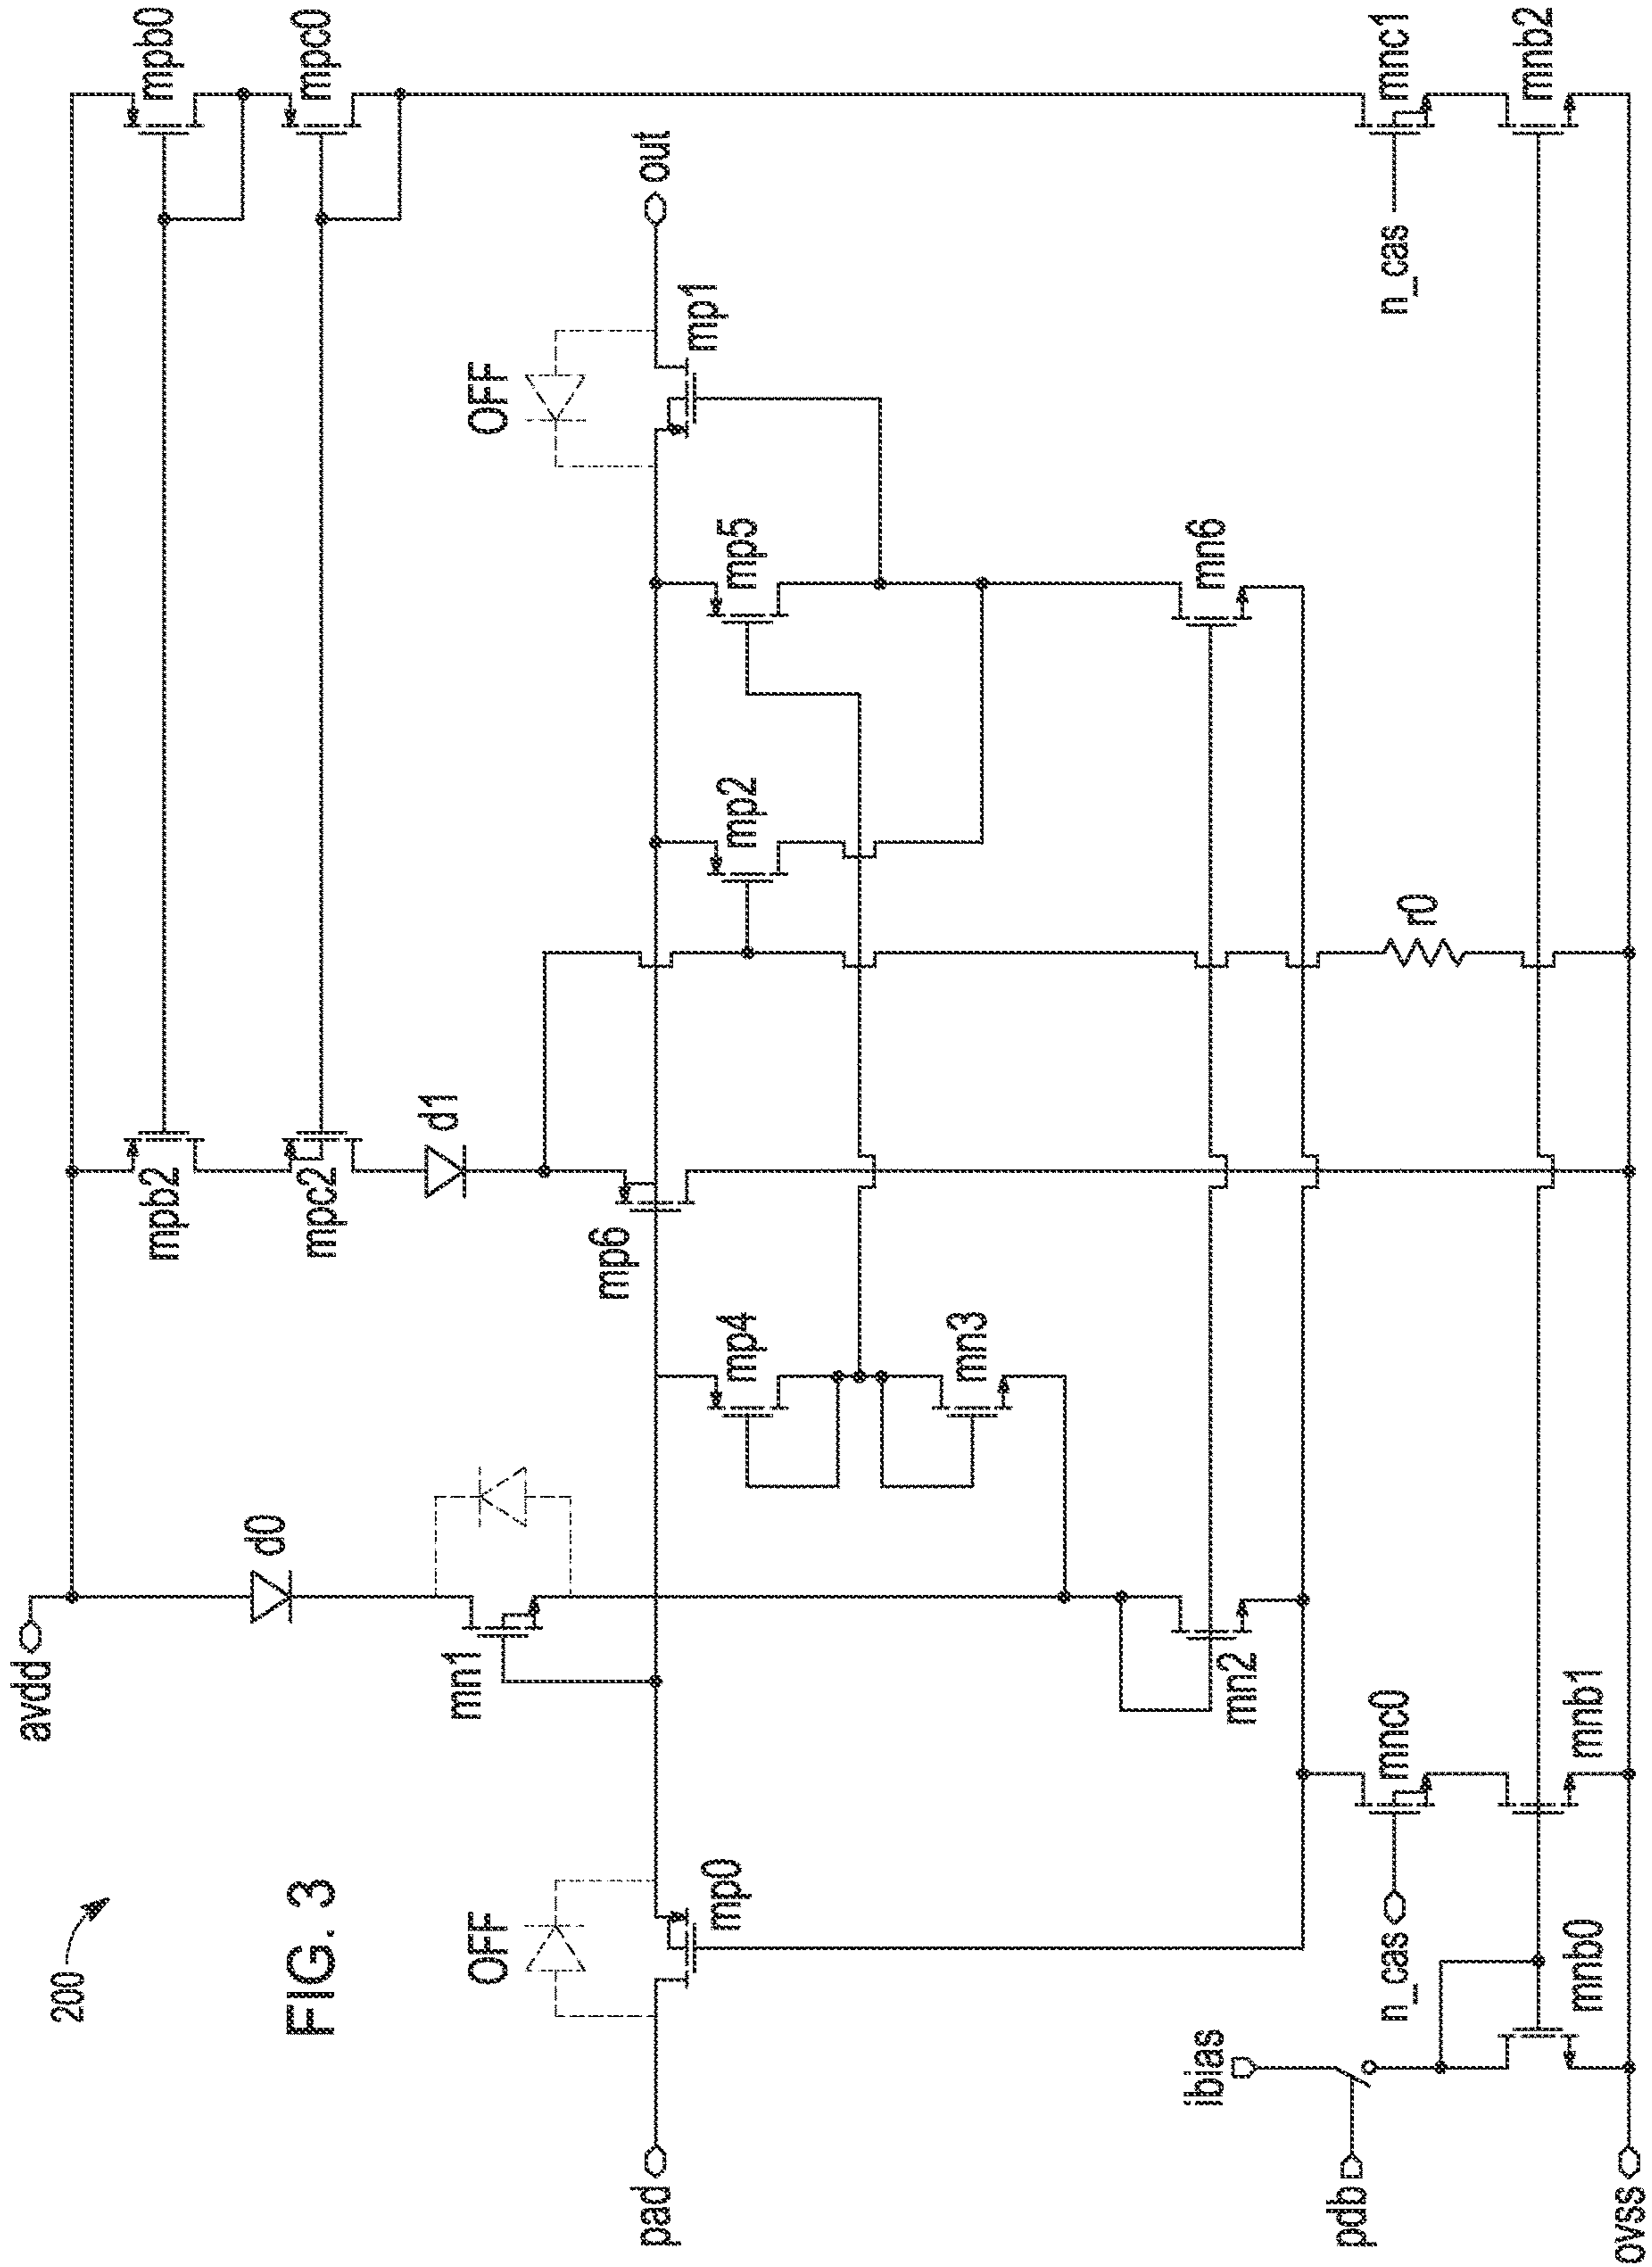 200
FIG. 3
avdd
d0
mpb2
mpb0
mpc2
mpc0
d1
mn1
mp6
OFF
OFF
pad
mp0
mp4
mp2
mp5
mp1
out
mn3
r0
mn2
mn6
ibias
pdb
n_cas
mnc0
n_cas
mnc1
mnb0
mnb1
mnb2
ovss